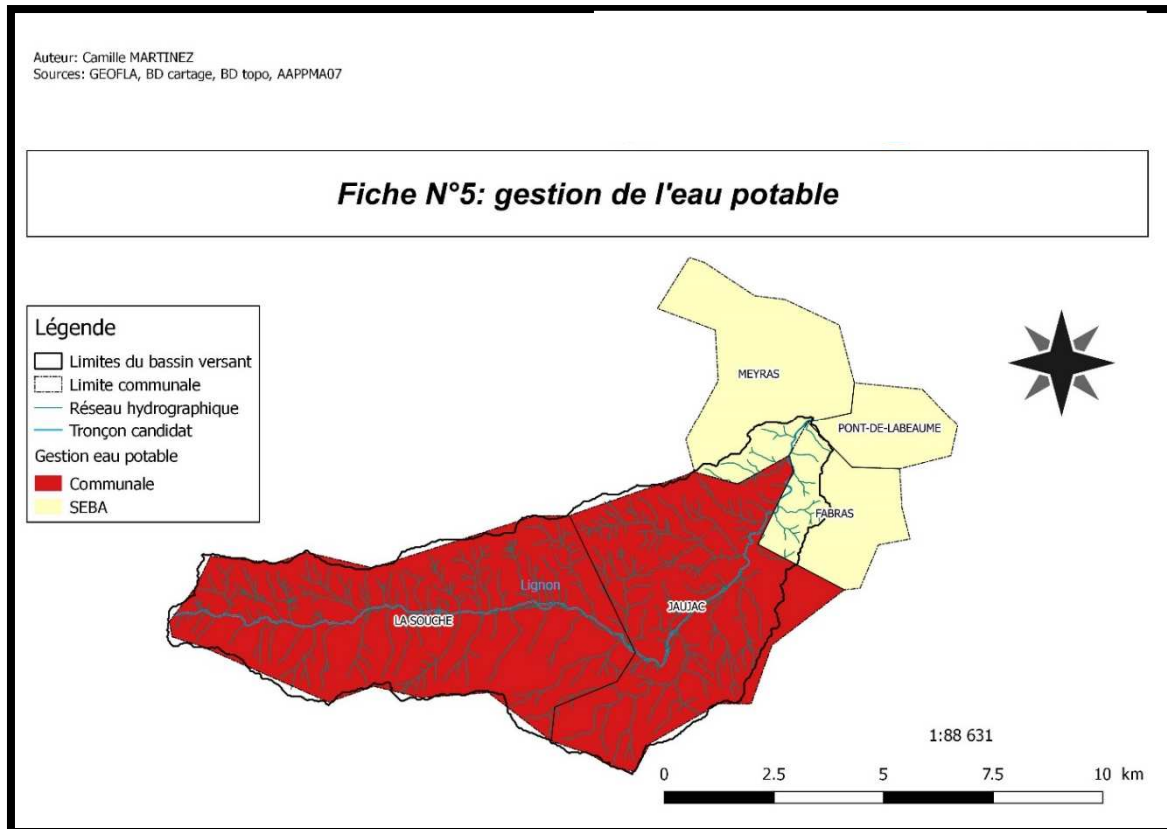 Auteur: Camille MARTINEZ
Sources: GEOFLA, BD cartage, BD topo, AAPPMA07
Fiche N°5: gestion de l'eau potable
Légende
Limites du bassin versant
Limite communale
Réseau hydrographique
Tronçon candidat
Gestion eau potable
Communale
SEBA
MEYRAS
PONT-DE-LABEAUME
FABRAS
Lignon
JAUJAC
LA SOUCHE
1:88 631
0 2.5 5 7.5 10 km